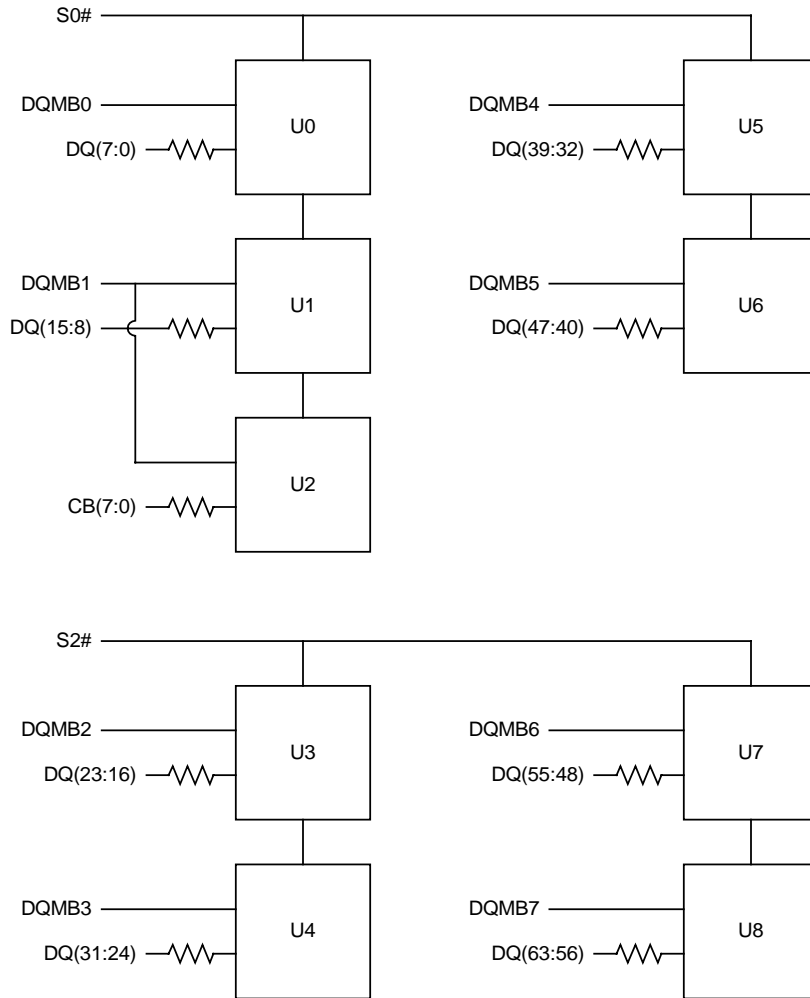 S0#
DQMB0
DQ(7:0)
U0
DQMB4
DQ(39:32)
U5
DQMB1
DQ(15:8)
U1
DQMB5
DQ(47:40)
U6
CB(7:0)
U2
S2#
DQMB2
DQ(23:16)
U3
DQMB6
DQ(55:48)
U7
DQMB3
DQ(31:24)
U4
DQMB7
DQ(63:56)
U8